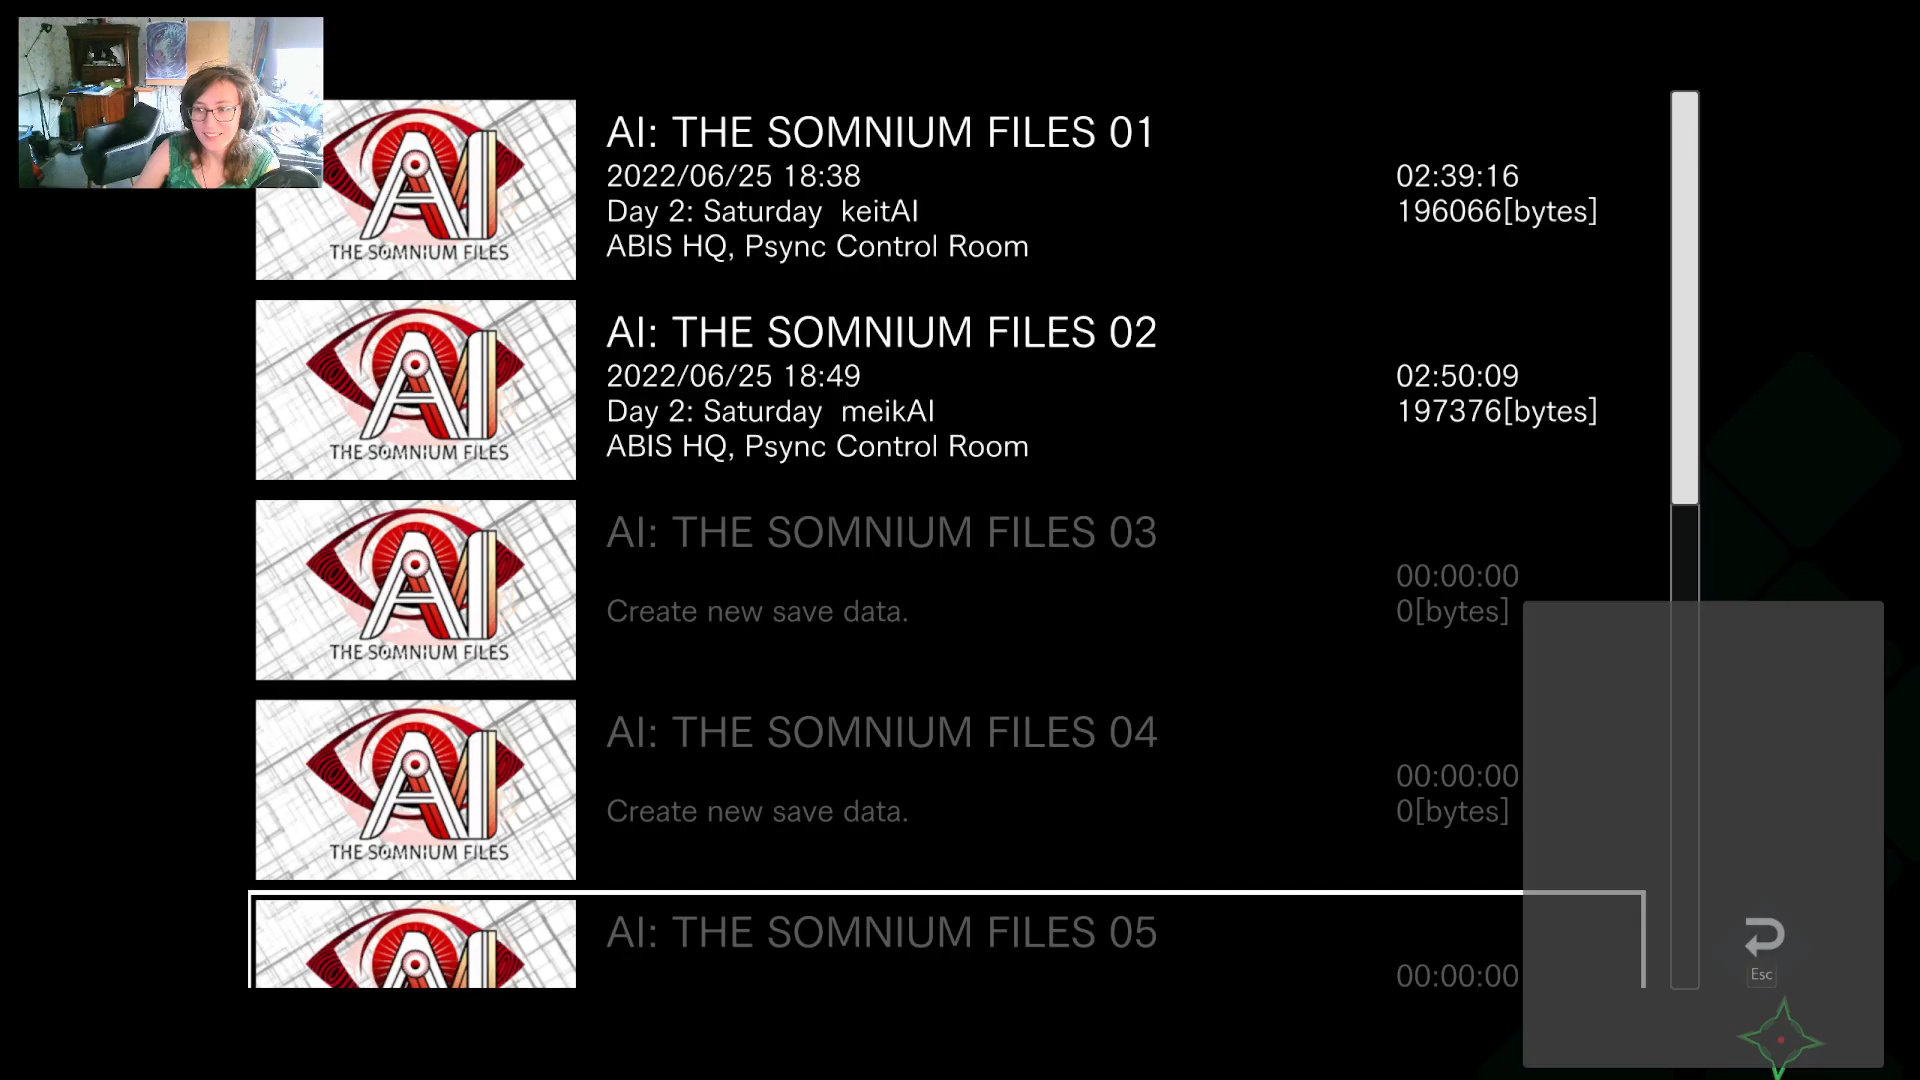 AI: THE SOMNIUM FILES 01
2022/06/25 18:38
02:39:16
Day 2: Saturday keitAI
196066[bytes]
ABIS HQ, Psync Control Room
AI
THE SOMNIUM FILES
AI: THE SOMNIUM FILES 02
2022/06/25 18:49
02:50:09
Day 2: Saturday meikAI
197376[bytes]
ABIS HQ, Psync Control Room
AI
THE SOMNIUM FILES
AI: THE SOMNIUM FILES 03
00:00:00
Create new save data.
0[bytes]
AI
THE SOMNIUM FILES
AI: THE SOMNIUM FILES 04
00:00:00
Create new save data.
0[bytes]
AI
THE SOMNIUM FILES
AI: THE SOMNIUM FILES 05
00:00:00
AI
Esc